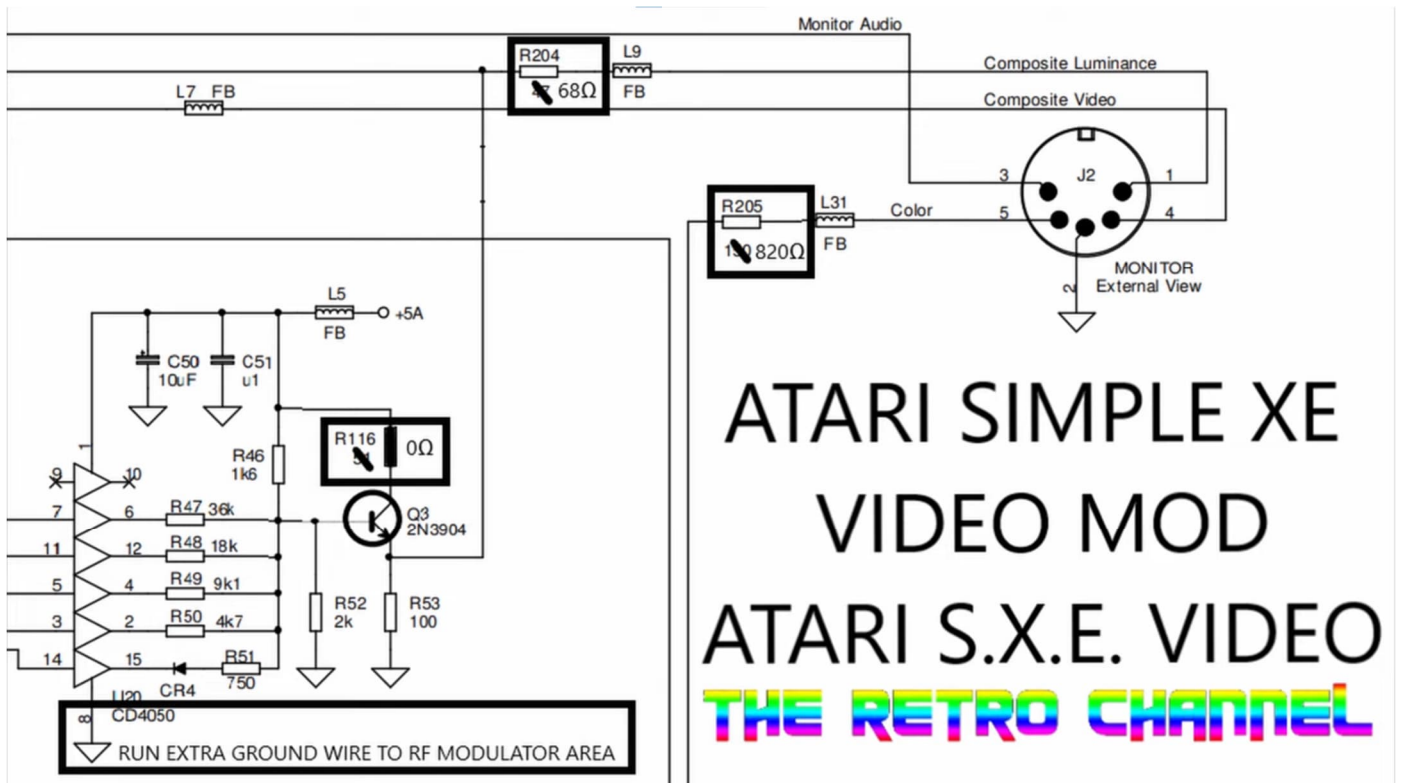 Monitor Audio
R204
L9
Composite Luminance
68Ω
FB
L7 FB
Composite Video
J2
3
1
R205
L31
Color
5
4
820Ω
FB
MONITOR
External View
2
L5
+5A
FB
C50
10uF
C51
u1
1
R116
0Ω
R46
1k6
9
10
7
6
R47 36k
Q3
2N3904
11
12
R48 18k
5
4
R49 9k1
R52
2k
R53
100
3
2
R50 4k7
14
15
R51
750
CR4
U20
CD4050
8
RUN EXTRA GROUND WIRE TO RF MODULATOR AREA
ATARI SIMPLE XE
VIDEO MOD
ATARI S.X.E. VIDEO
THE RETRO CHANNEL